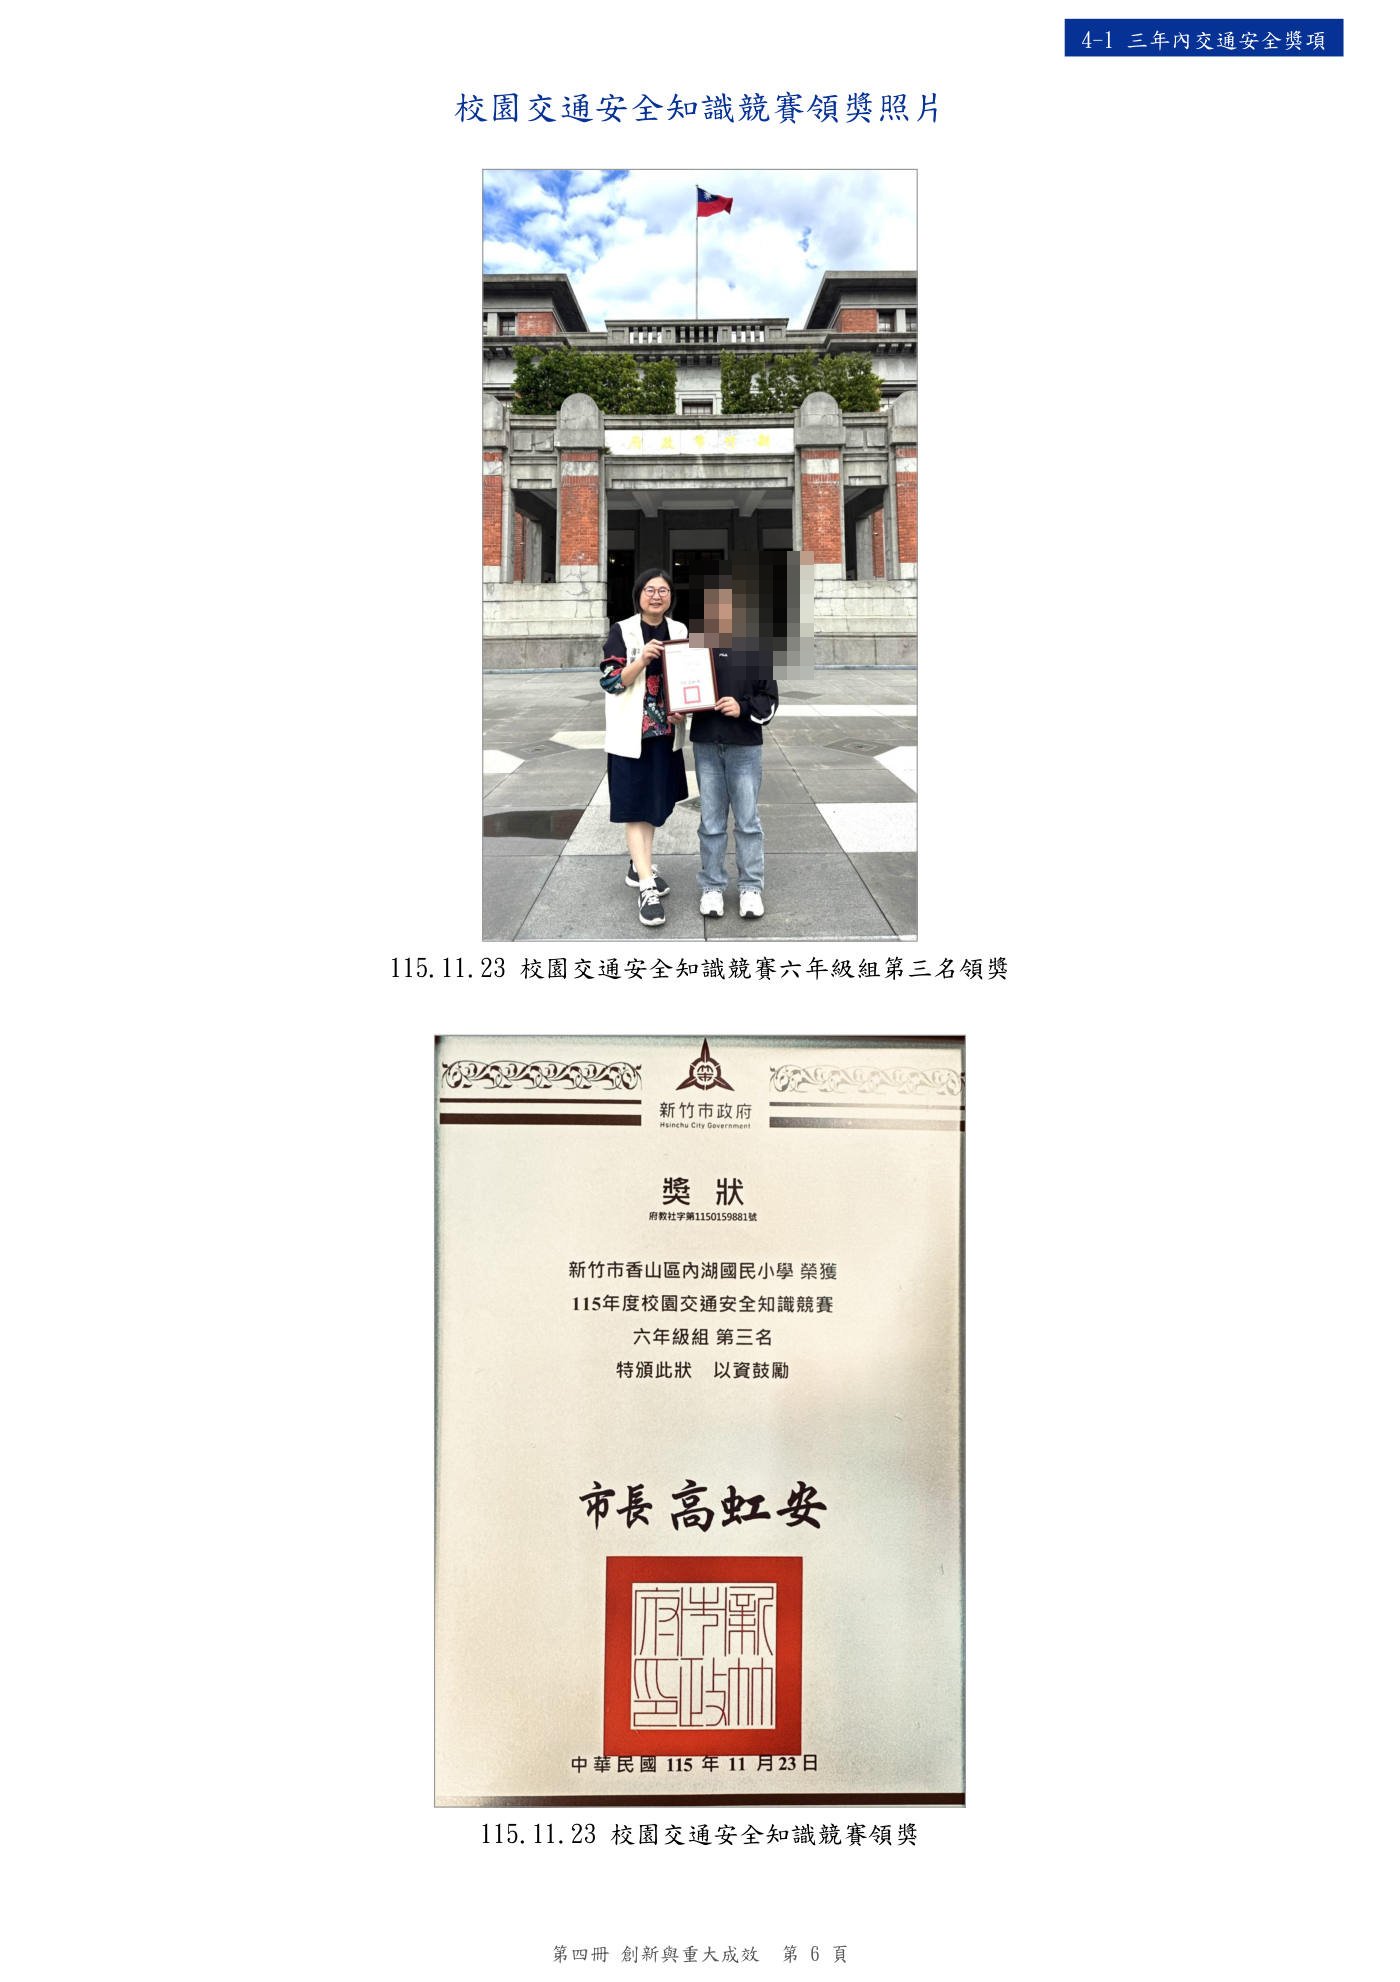 4-1 三年內交通安全獎項
校園交通安全知識競賽領獎照片
115.11.23 校園交通安全知識競賽六年級組第三名領獎
新竹市政府
Hsinchu City Government
獎 狀
府教社字第1150159881號
新竹市香山區內湖國民小學 榮獲
115年度校園交通安全知識競賽
六年級組 第三名
特頒此狀 以資鼓勵
市長 高虹安
新竹市政府印
中華民國 115 年 11 月 23 日
115.11.23 校園交通安全知識競賽領獎
第四冊 創新與重大成效 第 6 頁